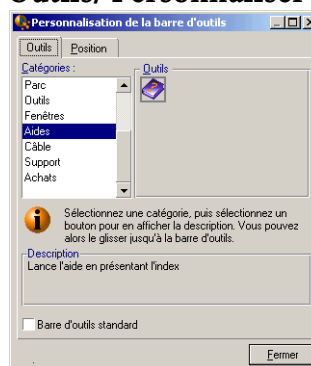 Outils/Personnaliser
Personnalisation de la barre d'outils
Outils
Position
Catégories :
Outils
Parc
Outils
Fenêtres
Aides
Câble
Support
Achats
Sélectionnez une catégorie, puis sélectionnez un
bouton pour en afficher la description. Vous pouvez
alors le glisser jusqu'à la barre d'outils.
Description
Lance l'aide en présentant l'index
Barre d'outils standard
Fermer